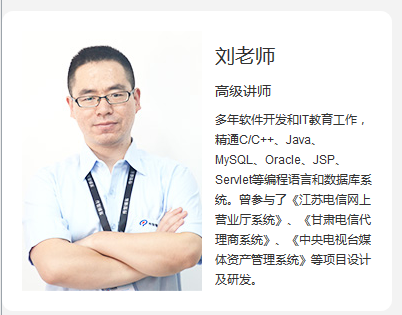 刘老师
高级讲师
多年软件开发和IT教育工作，
精通C/C++、Java、
MySQL、Oracle、JSP、
Servlet等编程语言和数据库系
统。曾参与了《江苏电信网上
营业厅系统》、《甘肃电信代
理商系统》、《中央电视台媒
体资产管理系统》等项目设计
及研发。